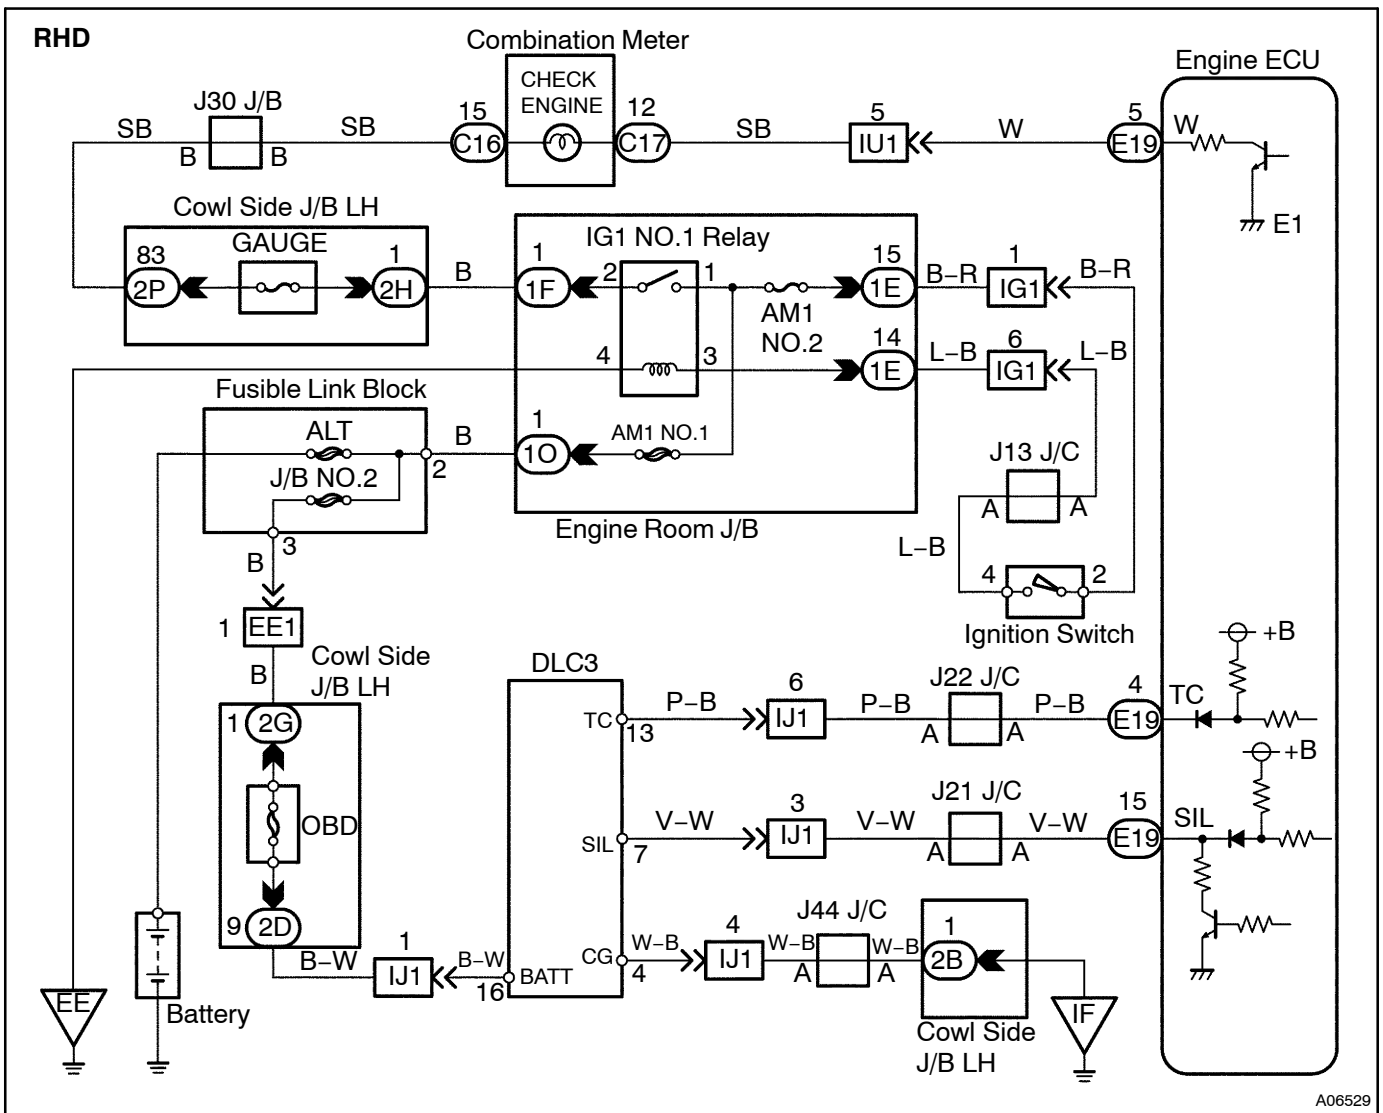 RHD
Combination Meter
Engine ECU
CHECK
ENGINE
J30 J/B
SB
B
B
SB
15
C16
12
C17
SB
5
IU1
W
5
E19
W
E1
Cowl Side J/B LH
GAUGE
83
2P
1
2H
B
IG1 NO.1 Relay
1
1F
2
1
15
1E
B-R
1
IG1
B-R
AM1
NO.2
4
3
14
1E
L-B
6
IG1
L-B
Fusible Link Block
ALT
J/B NO.2
2
B
1
1O
AM1 NO.1
Engine Room J/B
J13 J/C
A
A
L-B
4
2
Ignition Switch
3
B
1
EE1
B
Cowl Side
J/B LH
1
2G
OBD
9
2D
B-W
1
IJ1
B-W
16
DLC3
TC
13
SIL
7
CG
4
BATT
P-B
6
IJ1
P-B
J22 J/C
A
A
P-B
4
E19
TC
+B
V-W
3
IJ1
V-W
J21 J/C
A
A
V-W
15
E19
SIL
+B
W-B
4
IJ1
W-B
J44 J/C
A
A
W-B
1
2B
Cowl Side
J/B LH
IF
EE
Battery
A06529